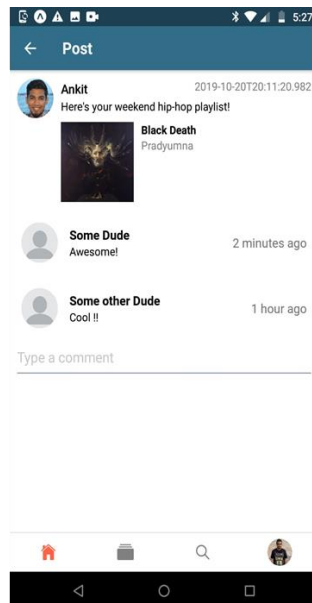 5:27
Post
Ankit
2019-10-20T20:11:20.982
Here's your weekend hip-hop playlist!
Black Death
Pradyumna
Some Dude
2 minutes ago
Awesome!
Some other Dude
1 hour ago
Cool !!
Type a comment